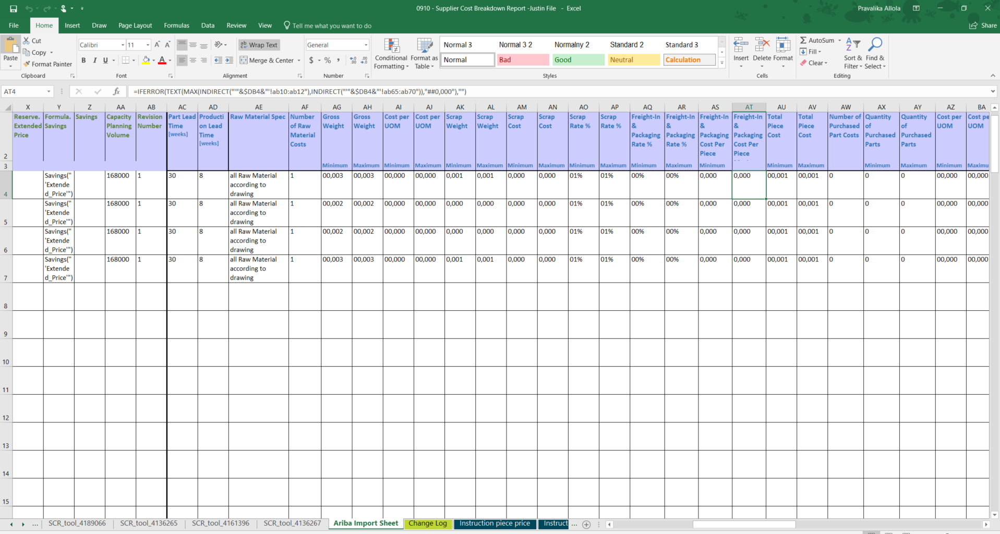 0910 - Supplier Cost Breakdown Report -Justin File - Excel
Pravalika Allola
File Home Insert Draw Page Layout Formulas Data Review View Tell me what you want to do
Share
Paste
Cut
Copy
Format Painter
Clipboard
Calibri 11
B I U
Font
Wrap Text
Merge & Center
Alignment
General
$ % ,
Number
Conditional Formatting
Format as Table
Normal 3 Normal 3 2 Normalny 2 Standard 2 Standard 3
Normal Bad Good Neutral Calculation
Styles
Insert Delete Format
Cells
AutoSum
Fill
Clear
Sort & Filter
Find & Select
Editing
AT4
fx
=IFERROR(TEXT(MAX(INDIRECT("'"&$DB4&"'!ab10:ab12"),INDIRECT("'"&$DB4&"'!ab65:ab70")),"##0,000"),"")
X Y Z AA AB AC AD AE AF AG AH AI AJ AK AL AM AN AO AP AQ AR AS AT AU AV AW AX AY AZ BA
2
Reserve. Extended Price
Formula. Savings
Savings
Capacity Planning Volume
Revision Number
Part Lead Time [weeks]
Producti on Lead Time [weeks]
Raw Material Spec
Number of Raw Material Costs
Gross Weight
Gross Weight
Cost per UOM
Cost per UOM
Scrap Weight
Scrap Weight
Scrap Cost
Scrap Cost
Scrap Rate %
Scrap Rate %
Freight-In & Packaging Rate %
Freight-In & Packaging Rate %
Freight-In & Packaging Cost Per Piece
Freight-In & Packaging Cost Per Piece
Total Piece Cost
Total Piece Cost
Number of Purchased Part Costs
Quantity of Purchased Parts
Quantity of Purchased Parts
Cost per UOM
Cost pe UOM
3 Minimum Maximum Minimum Maximum Minimum Maximum Minimum Maximum Minimum Maximum Minimum Maximum Minimum Minimum Maximum Minimum Maximum Minimum Maximu
4 Savings(" 'Extende d_Price'") 168000 1 30 8 all Raw Material according to drawing 1 00,003 00,003 00,000 00,000 0,001 0,001 0,000 0,000 01% 01% 00% 00% 0,000 0,000 00,001 00,001 0 0 0 00,000 00,000
5 Savings(" 'Extende d_Price'") 168000 1 30 8 all Raw Material according to drawing 1 00,002 00,002 00,000 00,000 0,000 0,000 0,000 0,000 01% 01% 00% 00% 0,000 0,000 00,001 00,001 0 0 0 00,000 00,000
6 Savings(" 'Extende d_Price'") 168000 1 30 8 all Raw Material according to drawing 1 00,002 00,002 00,000 00,000 0,000 0,000 0,000 0,000 01% 01% 00% 00% 0,000 0,000 00,001 00,001 0 0 0 00,000 00,000
7 Savings(" 'Extende d_Price'") 168000 1 30 8 all Raw Material according to drawing 1 00,003 00,003 00,000 00,000 0,001 0,001 0,000 0,000 01% 01% 00% 00% 0,000 0,000 00,001 00,001 0 0 0 00,000 00,000
8
9
10
11
12
13
14
15
... SCR_tool_4189066 SCR_tool_4136265 SCR_tool_4161396 SCR_tool_4136267 Ariba Import Sheet Change Log Instruction piece price Instruct ...